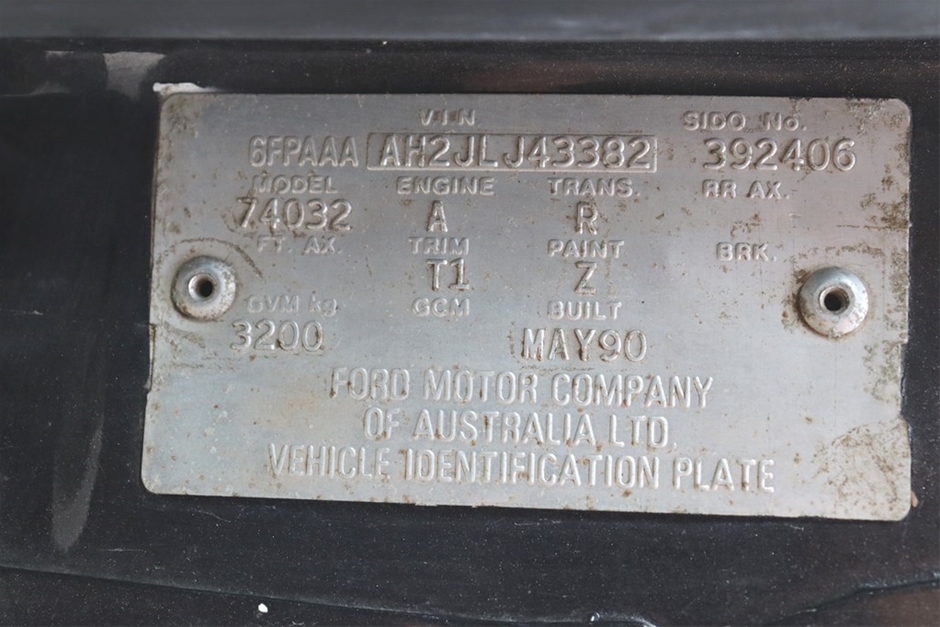 VIN SIDO No.
6FPAAA AH2JLJ43382 392406
MODEL ENGINE TRANS. RR AX.
74032 A R
FT. AX. TRIM PAINT BRK.
T1 Z
GVM kg GCM BUILT
3200 MAY90
FORD MOTOR COMPANY
OF AUSTRALIA LTD.
VEHICLE IDENTIFICATION PLATE